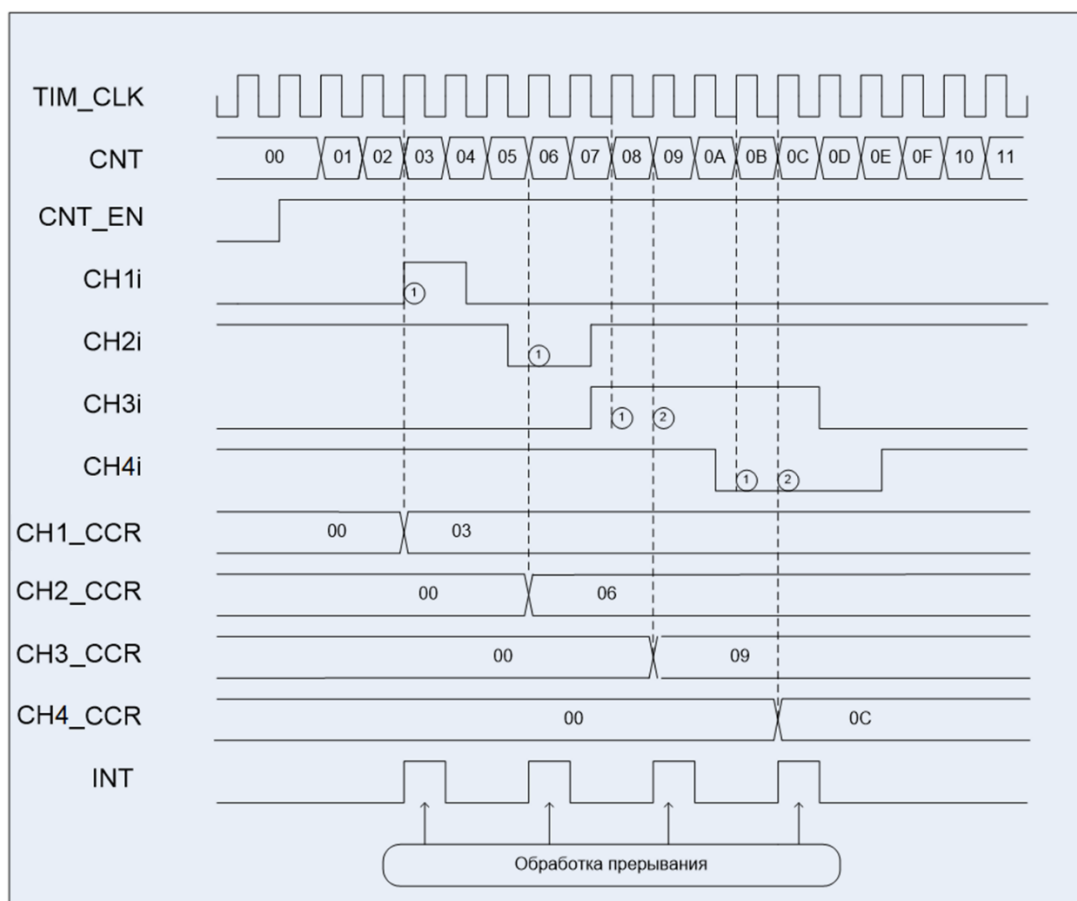 TIM_CLK
CNT 00 01 02 03 04 05 06 07 08 09 0A 0B 0C 0D 0E 0F 10 11
CNT_EN
CH1i 1
CH2i 1
CH3i 1 2
CH4i 1 2
CH1_CCR 00 03
CH2_CCR 00 06
CH3_CCR 00 09
CH4_CCR 00 0C
INT
Обработка прерывания